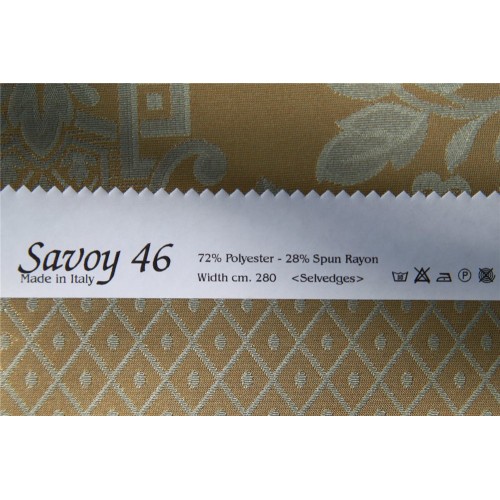 Savoy 46
Made in Italy
72% Polyester - 28% Spun Rayon
Width cm. 280 <Selvedges>
P